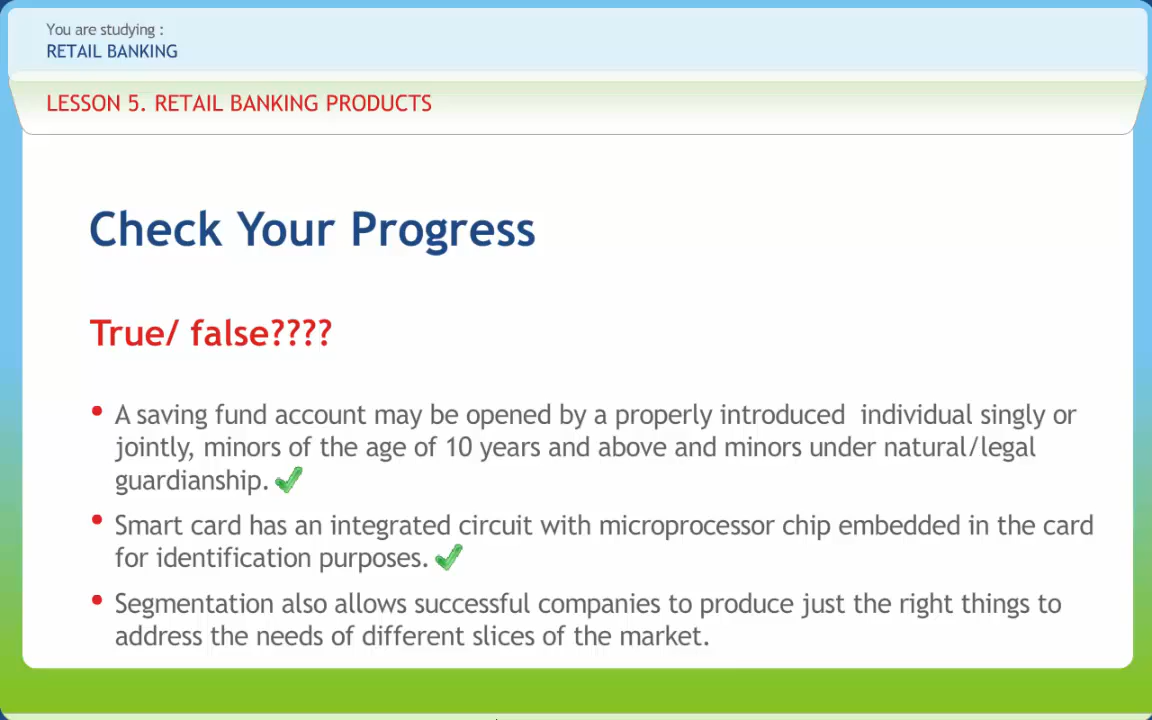 You are studying :
RETAIL BANKING
LESSON 5. RETAIL BANKING PRODUCTS
Check Your Progress
True/ false????
• A saving fund account may be opened by a properly introduced  individual singly or
jointly, minors of the age of 10 years and above and minors under natural/legal
guardianship.
• Smart card has an integrated circuit with microprocessor chip embedded in the card
for identification purposes.
• Segmentation also allows successful companies to produce just the right things to
address the needs of different slices of the market.